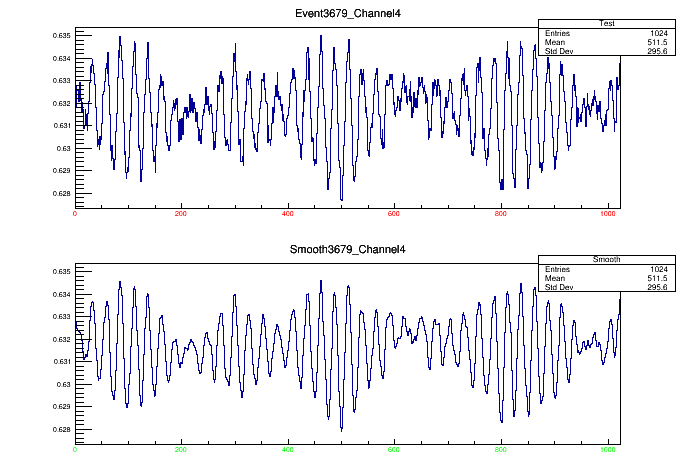 Event3679_Channel4
Test
Entries 1024
Mean 511.5
Std Dev 295.6
0.635
0.634
0.633
0.632
0.631
0.63
0.629
0.628
0 200 400 600 800 1000
Smooth3679_Channel4
Smooth
Entries 1024
Mean 511.5
Std Dev 295.6
0.635
0.634
0.633
0.632
0.631
0.63
0.629
0.628
0 200 400 600 800 1000